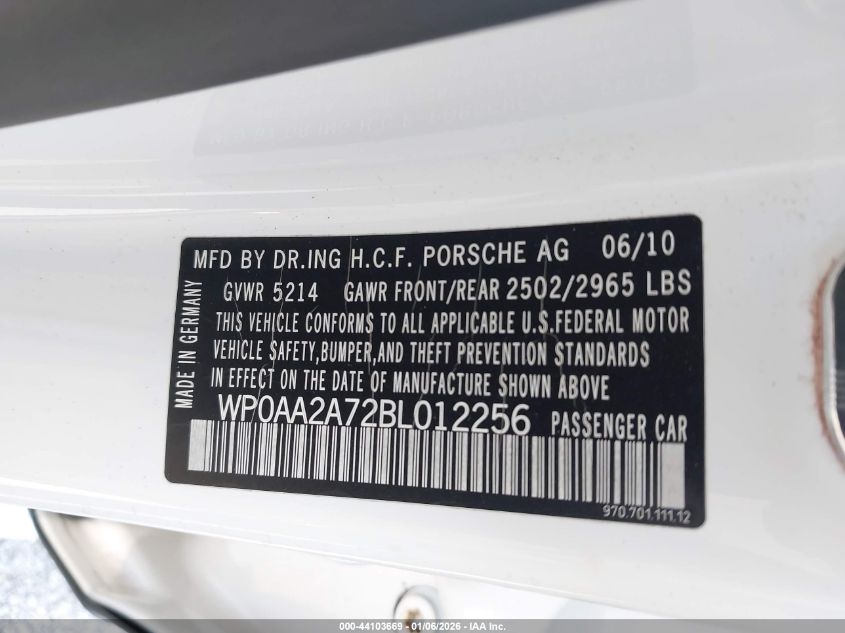 MFD BY DR.ING H.C.F. PORSCHE AG 06/10
GVWR 5214 GAWR FRONT/REAR 2502/2965 LBS
THIS VEHICLE CONFORMS TO ALL APPLICABLE U.S.FEDERAL MOTOR
VEHICLE SAFETY,BUMPER,AND THEFT PREVENTION STANDARDS
IN EFFECT ON THE DATE OF MANUFACTURE SHOWN ABOVE
WP0AA2A72BL012256 PASSENGER CAR
MADE IN GERMANY
970.701.111.12
000-44103669 - 01/06/2026 - IAA Inc.